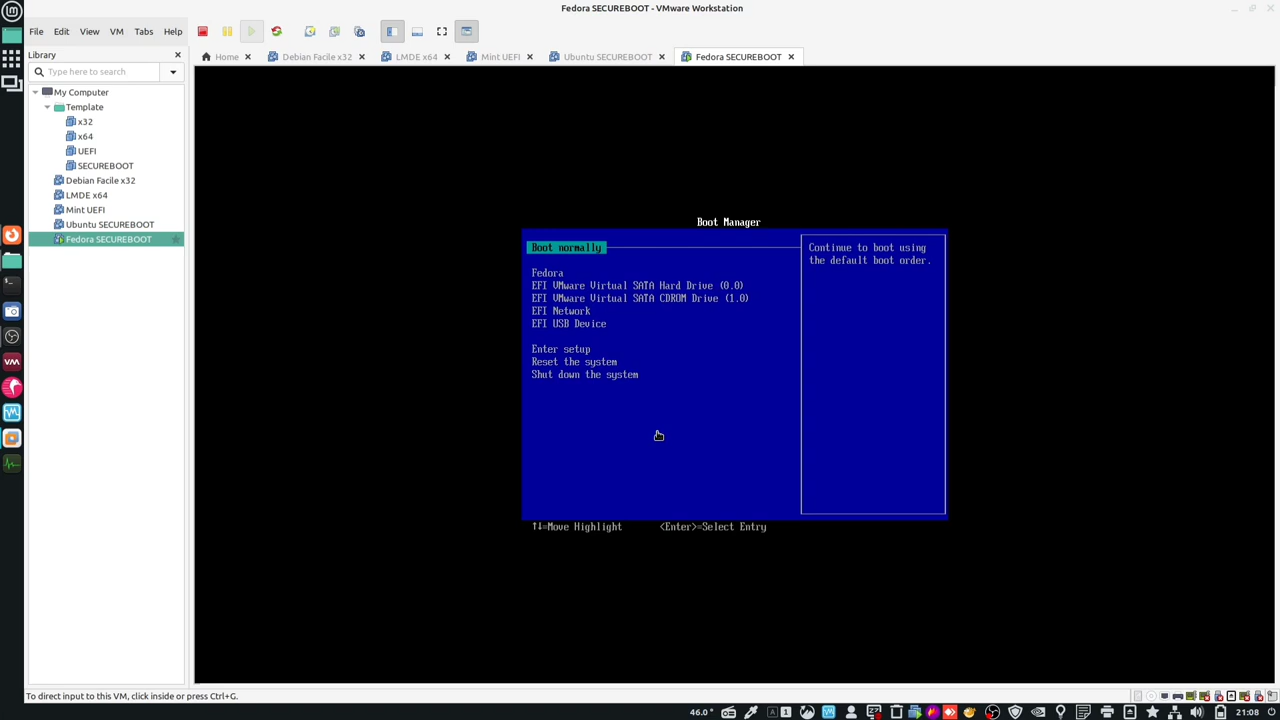 Fedora SECUREBOOT - VMware Workstation
File Edit View VM Tabs Help
Library
Type here to search
My Computer
Template
x32
x64
UEFI
SECUREBOOT
Debian Facile x32
LMDE x64
Mint UEFI
Ubuntu SECUREBOOT
Fedora SECUREBOOT
Home Debian Facile x32 LMDE x64 Mint UEFI Ubuntu SECUREBOOT Fedora SECUREBOOT
Boot Manager
Boot normally
Fedora
EFI VMware Virtual SATA Hard Drive (0.0)
EFI VMware Virtual SATA CDROM Drive (1.0)
EFI Network
EFI USB Device
Enter setup
Reset the system
Shut down the system
Continue to boot using
the default boot order.
↑↓=Move Highlight <Enter>=Select Entry
To direct input to this VM, click inside or press Ctrl+G.
46.0° A 1 21:08